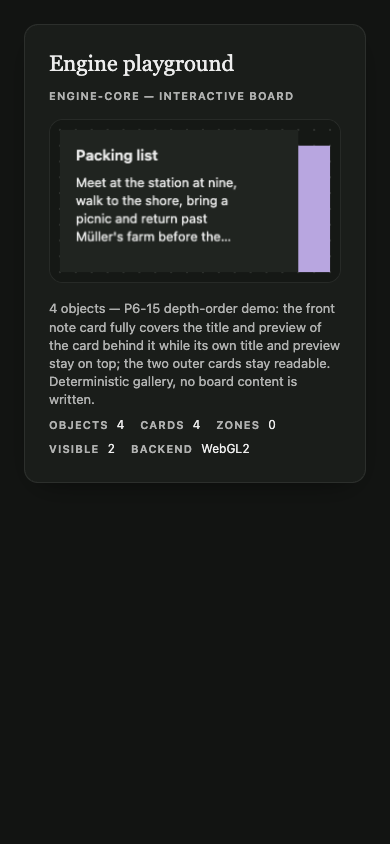 Engine playground
ENGINE-CORE — INTERACTIVE BOARD
Packing list
Meet at the station at nine,
walk to the shore, bring a
picnic and return past
Müller's farm before the...
4 objects — P6-15 depth-order demo: the front
note card fully covers the title and preview of
the card behind it while its own title and preview
stay on top; the two outer cards stay readable.
Deterministic gallery, no board content is
written.
OBJECTS 4 CARDS 4 ZONES 0
VISIBLE 2 BACKEND WebGL2